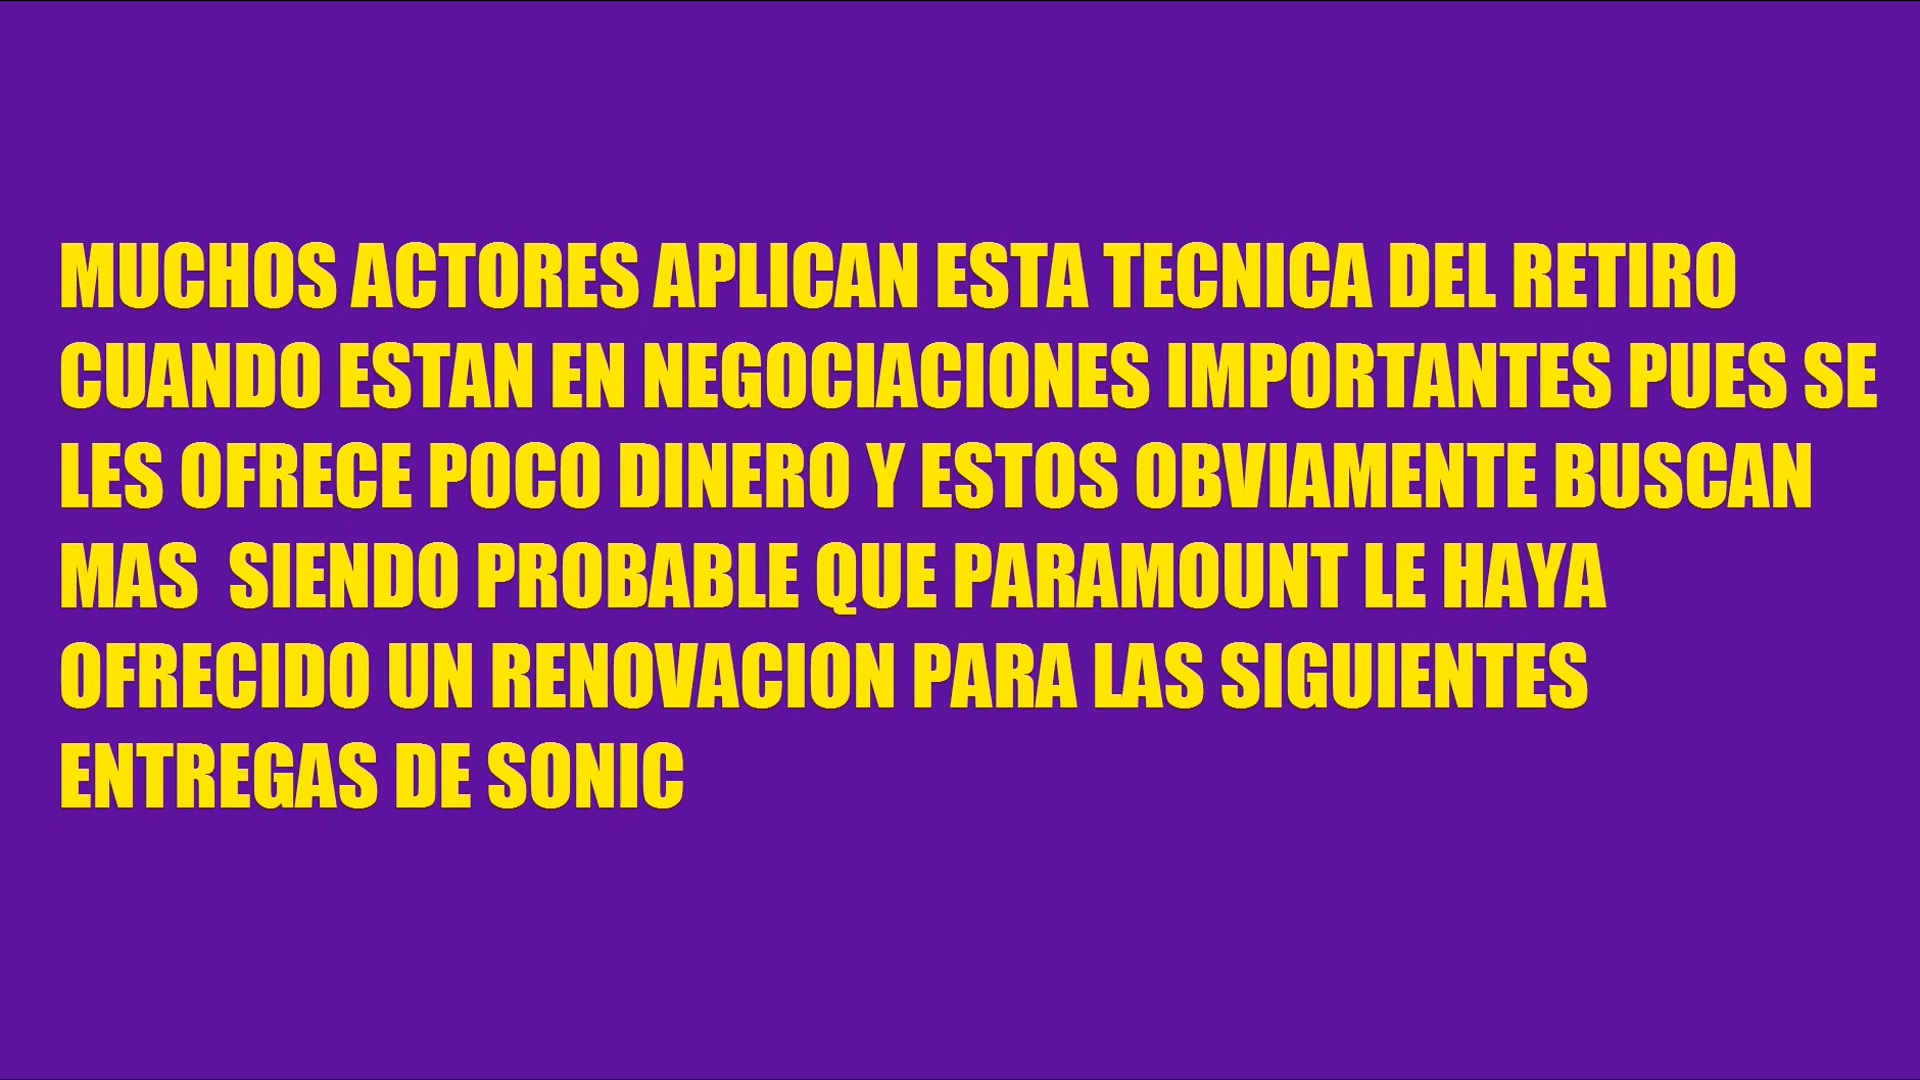 MUCHOS ACTORES APLICAN ESTA TECNICA DEL RETIRO
CUANDO ESTAN EN NEGOCIACIONES IMPORTANTES PUES SE
LES OFRECE POCO DINERO Y ESTOS OBVIAMENTE BUSCAN
MAS  SIENDO PROBABLE QUE PARAMOUNT LE HAYA
OFRECIDO UN RENOVACION PARA LAS SIGUIENTES
ENTREGAS DE SONIC